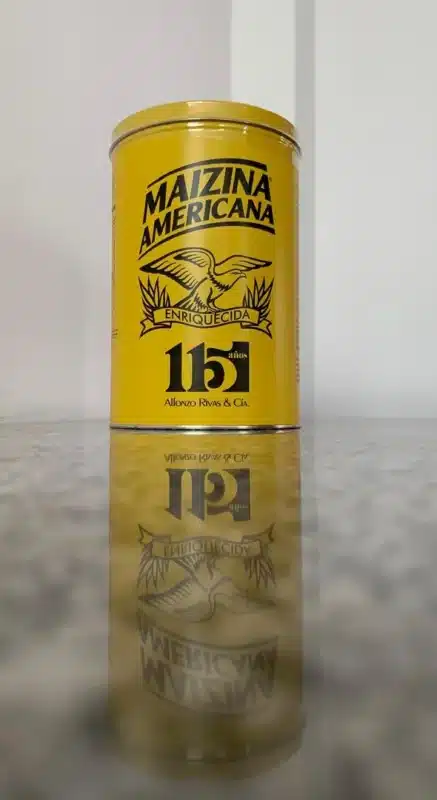 MAIZINA
AMERICANA
ENRIQUECIDA
115
años
Alfonzo Rivas & Cía.